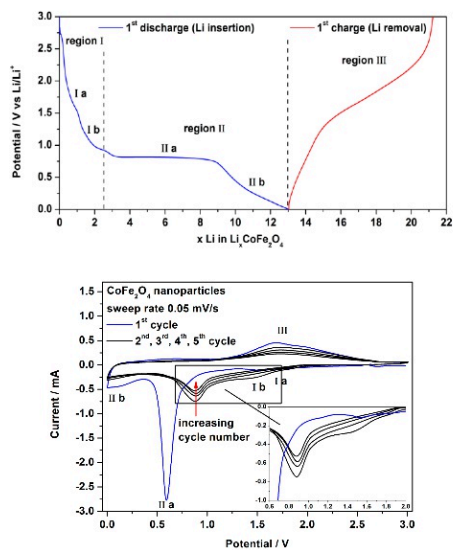 1st discharge (Li insertion)
1st charge (Li removal)
region I
region III
I a
I b
region II
II a
II b
Potential / V vs Li/Li+
3.0
2.5
2.0
1.5
1.0
0.5
0.0
0 2 4 6 8 10 12 14 16 18 20 22
x Li in LixCoFe2O4
CoFe2O4 nanoparticles
sweep rate 0.05 mV/s
1st cycle
2nd, 3rd, 4th, 5th cycle
III
I b
I a
II b
increasing
cycle number
II a
Current / mA
1.5
1.0
0.5
0.0
-0.5
-1.0
-1.5
-2.0
-2.5
-3.0
0.0
-0.2
-0.4
-0.6
-0.8
-1.0
0.6 0.8 1.0 1.2 1.4 1.6 1.8 2.0
0.0 0.5 1.0 1.5 2.0 2.5 3.0
Potential / V